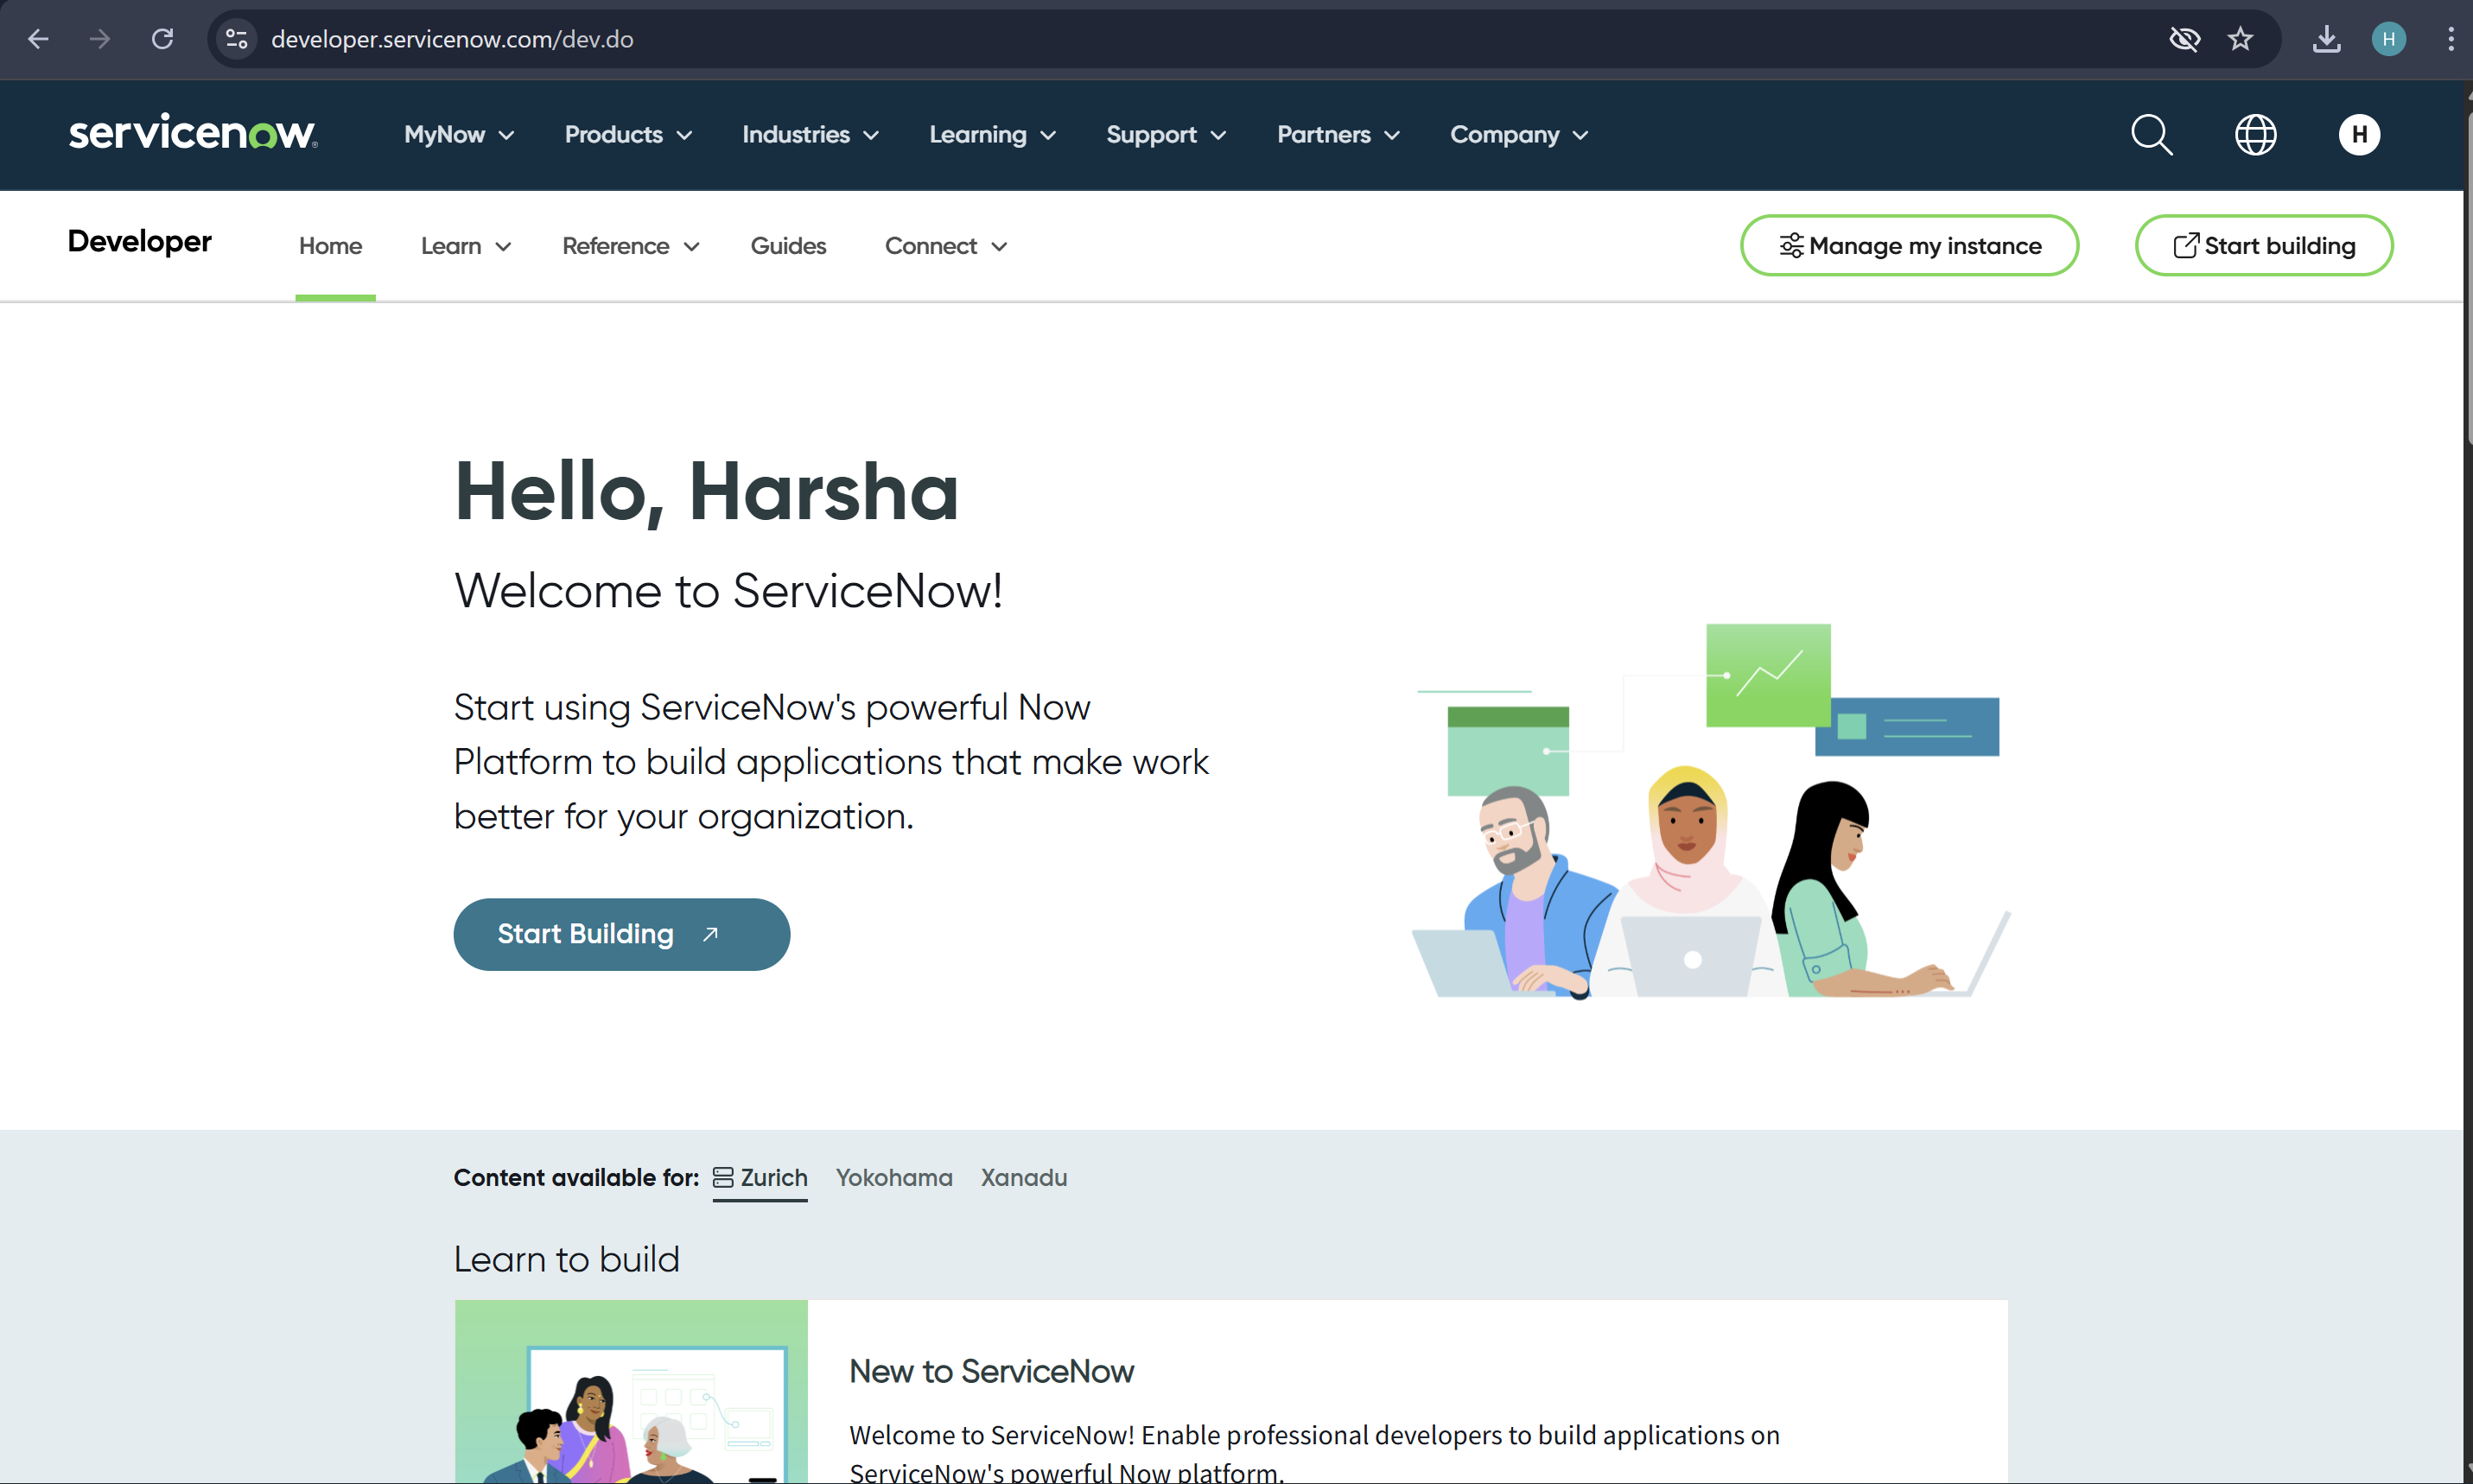 developer.servicenow.com/dev.do
H
servicenow
MyNow
Products
Industries
Learning
Support
Partners
Company
H
Developer
Home
Learn
Reference
Guides
Connect
Manage my instance
Start building
Hello, Harsha
Welcome to ServiceNow!
Start using ServiceNow's powerful Now
Platform to build applications that make work
better for your organization.
Start Building
Content available for:
Zurich
Yokohama
Xanadu
Learn to build
New to ServiceNow
Welcome to ServiceNow! Enable professional developers to build applications on
ServiceNow's powerful Now platform.